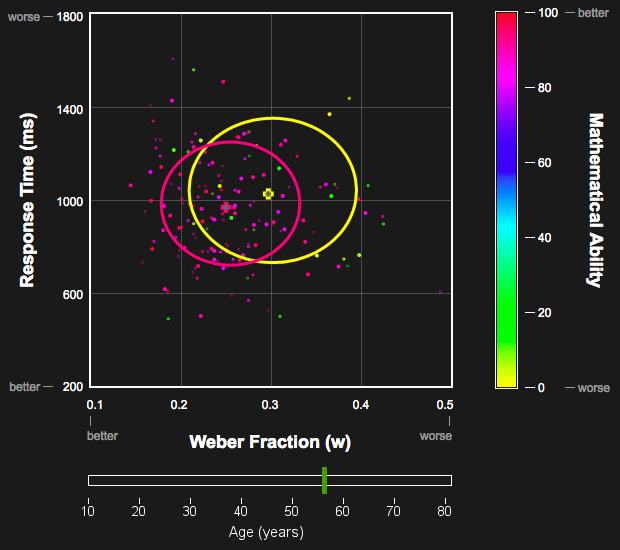 worse
1800
1400
1000
600
better
200
Response Time (ms)
0.1 0.2 0.3 0.4 0.5
better
worse
Weber Fraction (w)
10 20 30 40 50 60 70 80
Age (years)
100 better
80
60
40
20
0 worse
Mathematical Ability